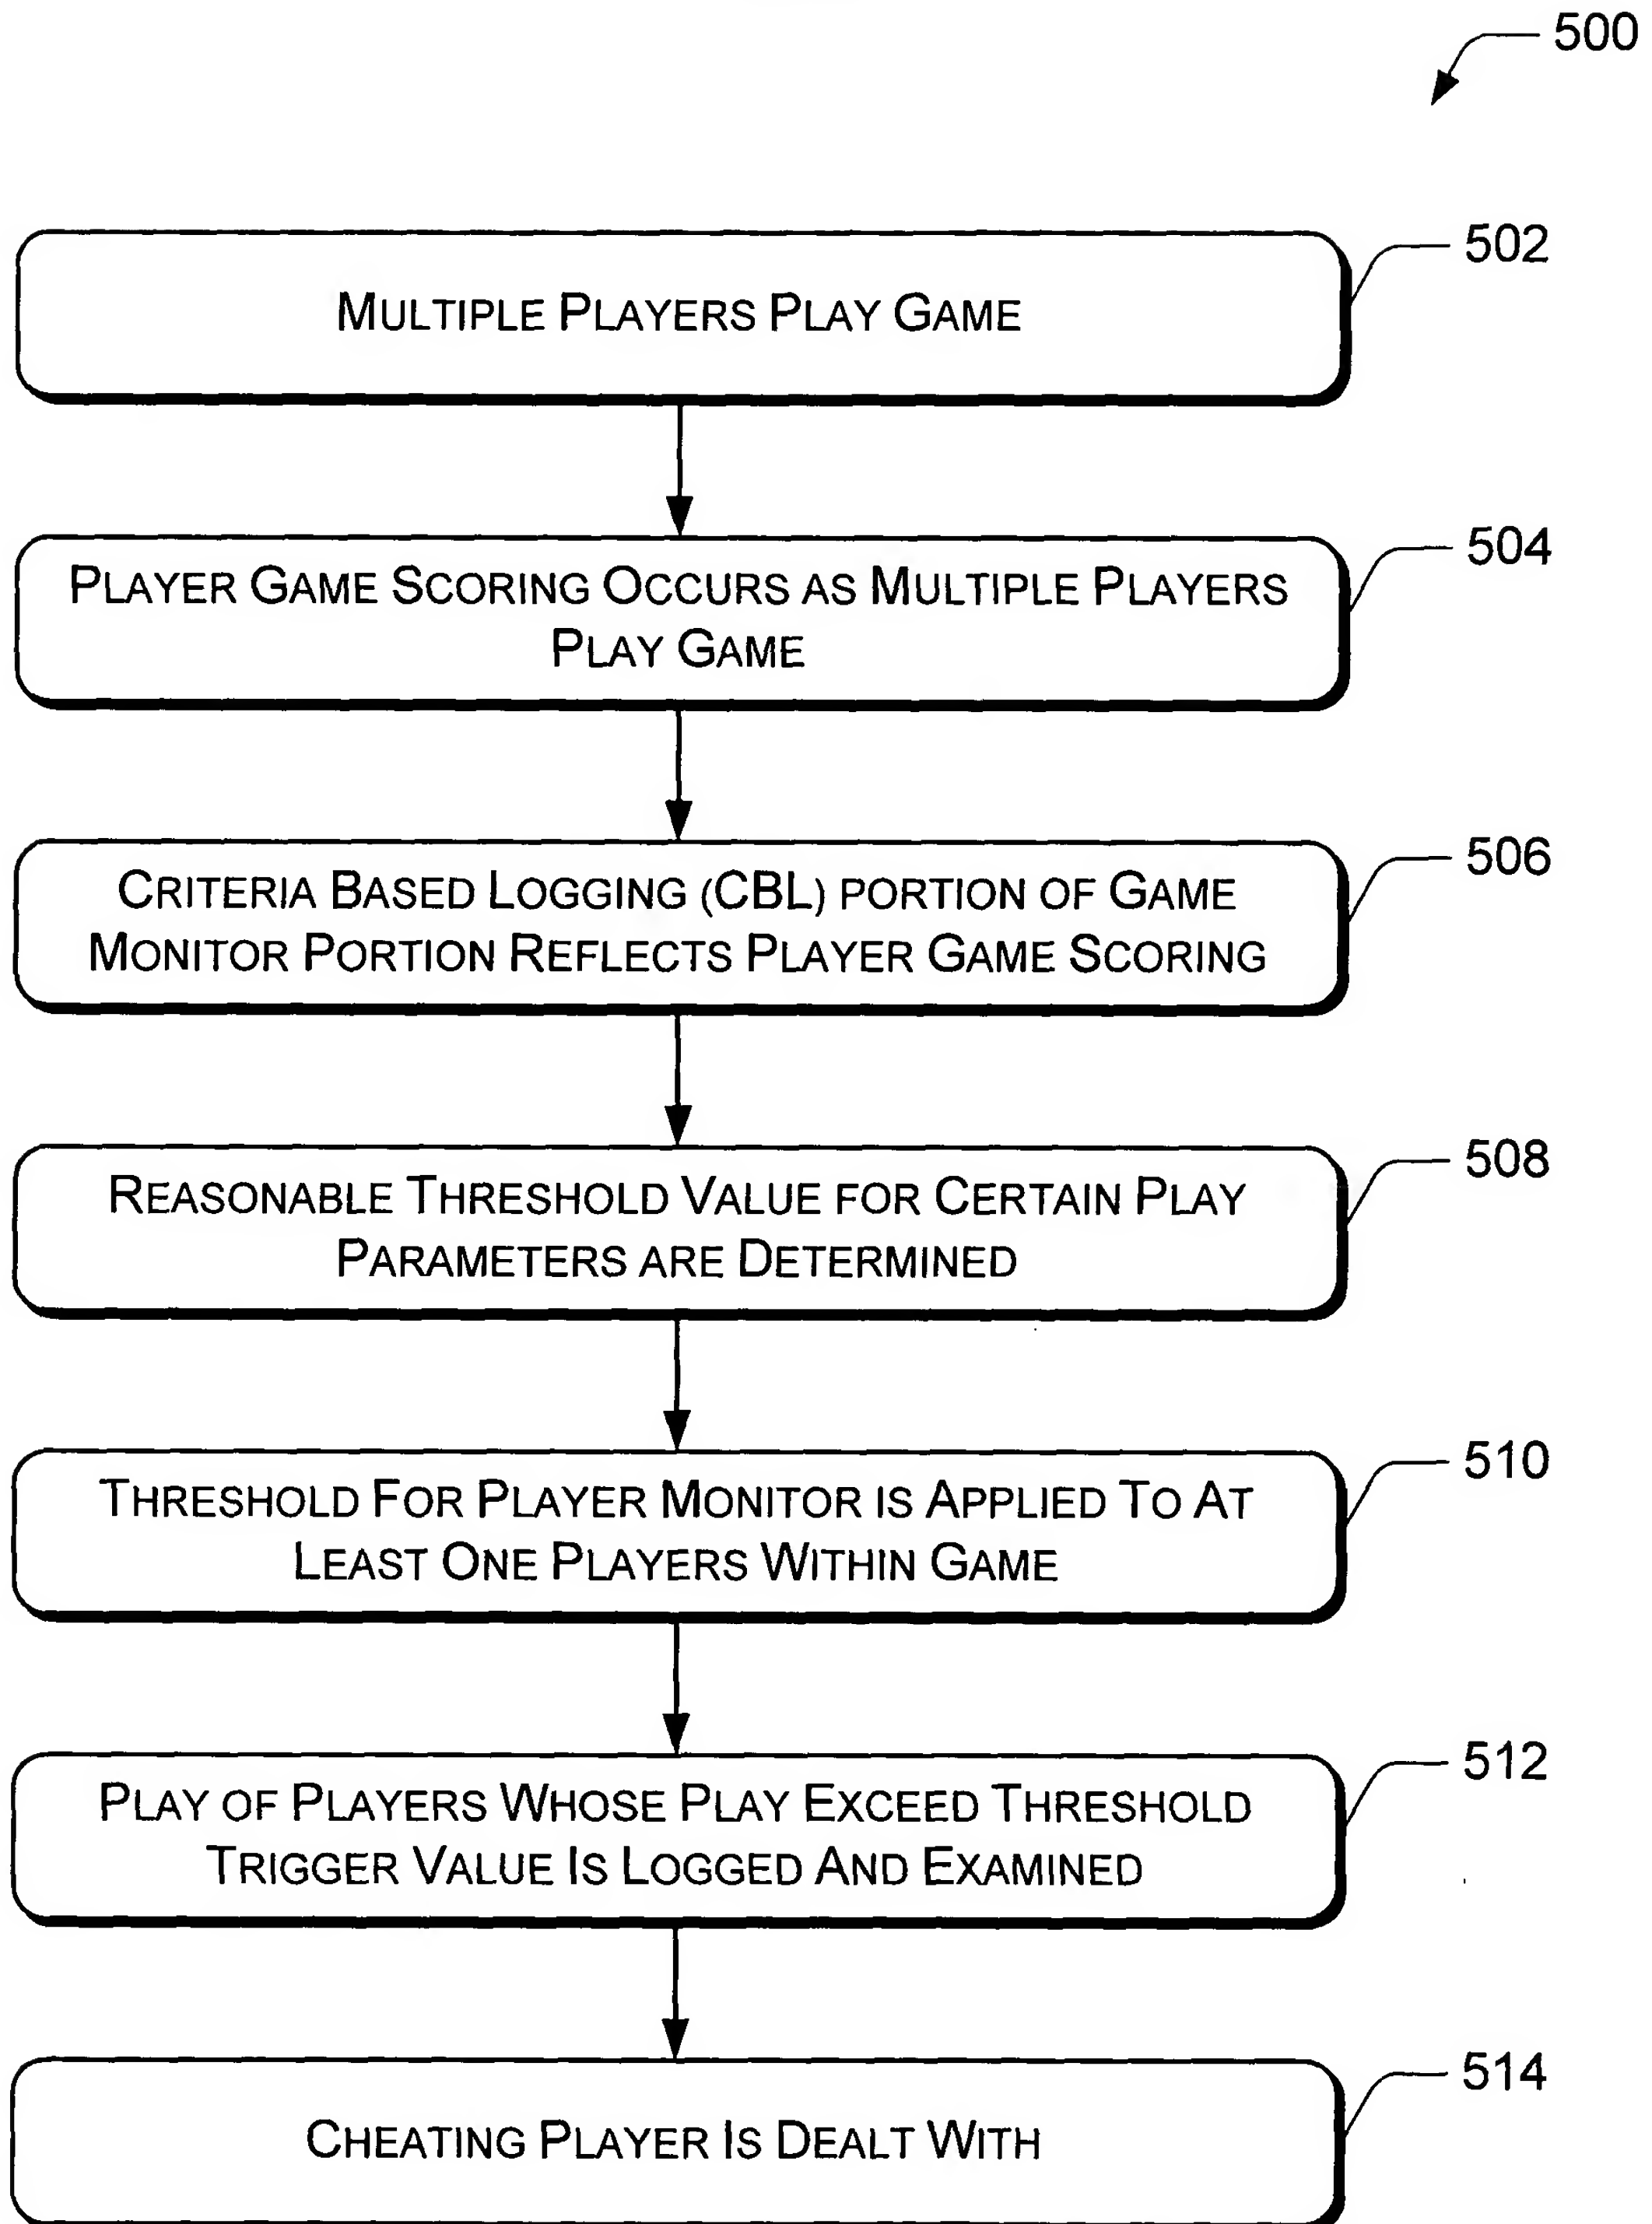 500
502
MULTIPLE PLAYERS PLAY GAME
504
PLAYER GAME SCORING OCCURS AS MULTIPLE PLAYERS
PLAY GAME
506
CRITERIA BASED LOGGING (CBL) PORTION OF GAME
MONITOR PORTION REFLECTS PLAYER GAME SCORING
508
REASONABLE THRESHOLD VALUE FOR CERTAIN PLAY
PARAMETERS ARE DETERMINED
510
THRESHOLD FOR PLAYER MONITOR IS APPLIED TO AT
LEAST ONE PLAYERS WITHIN GAME
512
PLAY OF PLAYERS WHOSE PLAY EXCEED THRESHOLD
TRIGGER VALUE IS LOGGED AND EXAMINED
514
CHEATING PLAYER IS DEALT WITH